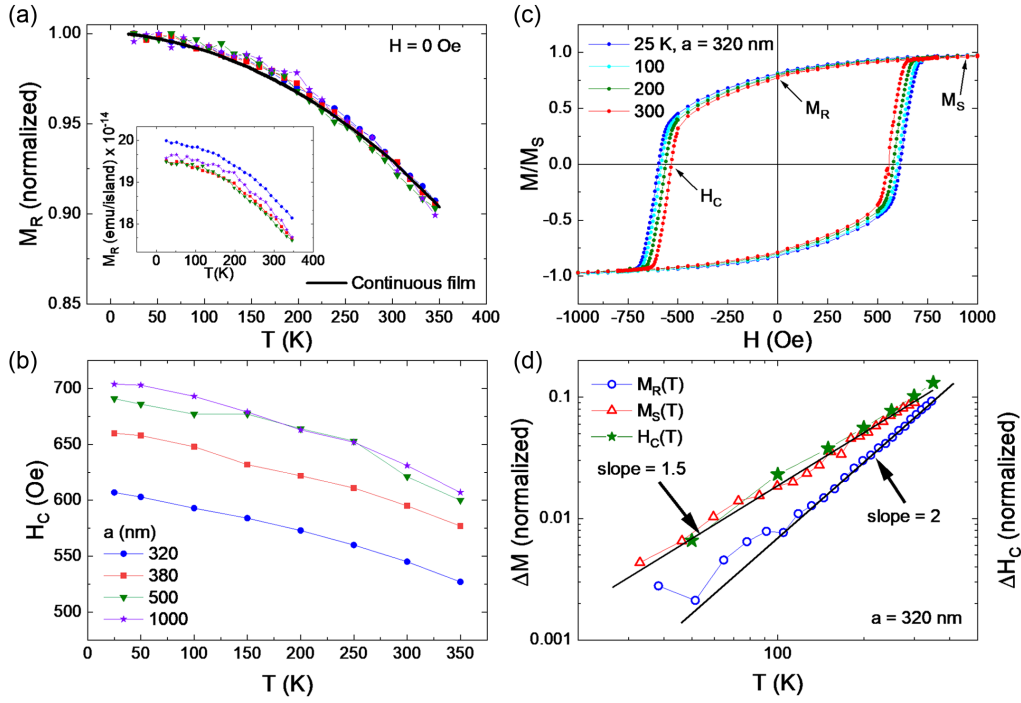 (a)
1.00
0.95
0.90
0.85
M_R (normalized)
H = 0 Oe
20
19
18
M_R (emu/island) x 10^-14
0 100 200 300 400
T(K)
Continuous film
0 50 100 150 200 250 300 350 400
T (K)
(c)
25 K, a = 320 nm
100
200
300
1.0
0.5
0.0
-0.5
-1.0
M/M_S
M_R
M_S
H_C
-1000 -750 -500 -250 0 250 500 750 1000
H (Oe)
(b)
700
650
600
550
500
H_C (Oe)
a (nm)
320
380
500
1000
0 50 100 150 200 250 300 350
T (K)
(d)
M_R(T)
M_S(T)
H_C(T)
0.1
0.01
0.001
ΔM (normalized)
slope = 1.5
slope = 2
a = 320 nm
100
T (K)
ΔH_C (normalized)